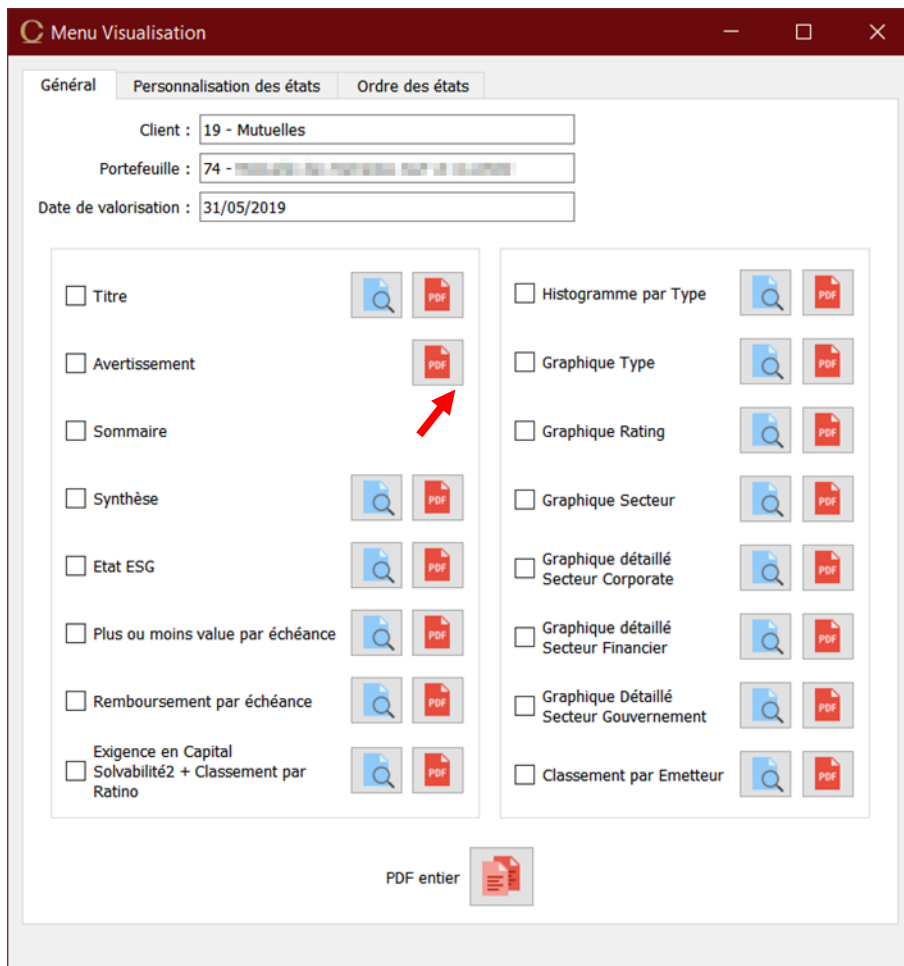 Menu Visualisation
Général Personnalisation des états Ordre des états
Client : 19 - Mutuelles
Portefeuille : 74 -
Date de valorisation : 31/05/2019
Titre PDF
Avertissement PDF
Sommaire
Synthèse PDF
Etat ESG PDF
Plus ou moins value par échéance PDF
Remboursement par échéance PDF
Exigence en Capital
Solvabilité2 + Classement par PDF
Ratino
Histogramme par Type PDF
Graphique Type PDF
Graphique Rating PDF
Graphique Secteur PDF
Graphique détaillé
Secteur Corporate PDF
Graphique détaillé
Secteur Financier PDF
Graphique Détaillé
Secteur Gouvernement PDF
Classement par Emetteur PDF
PDF entier